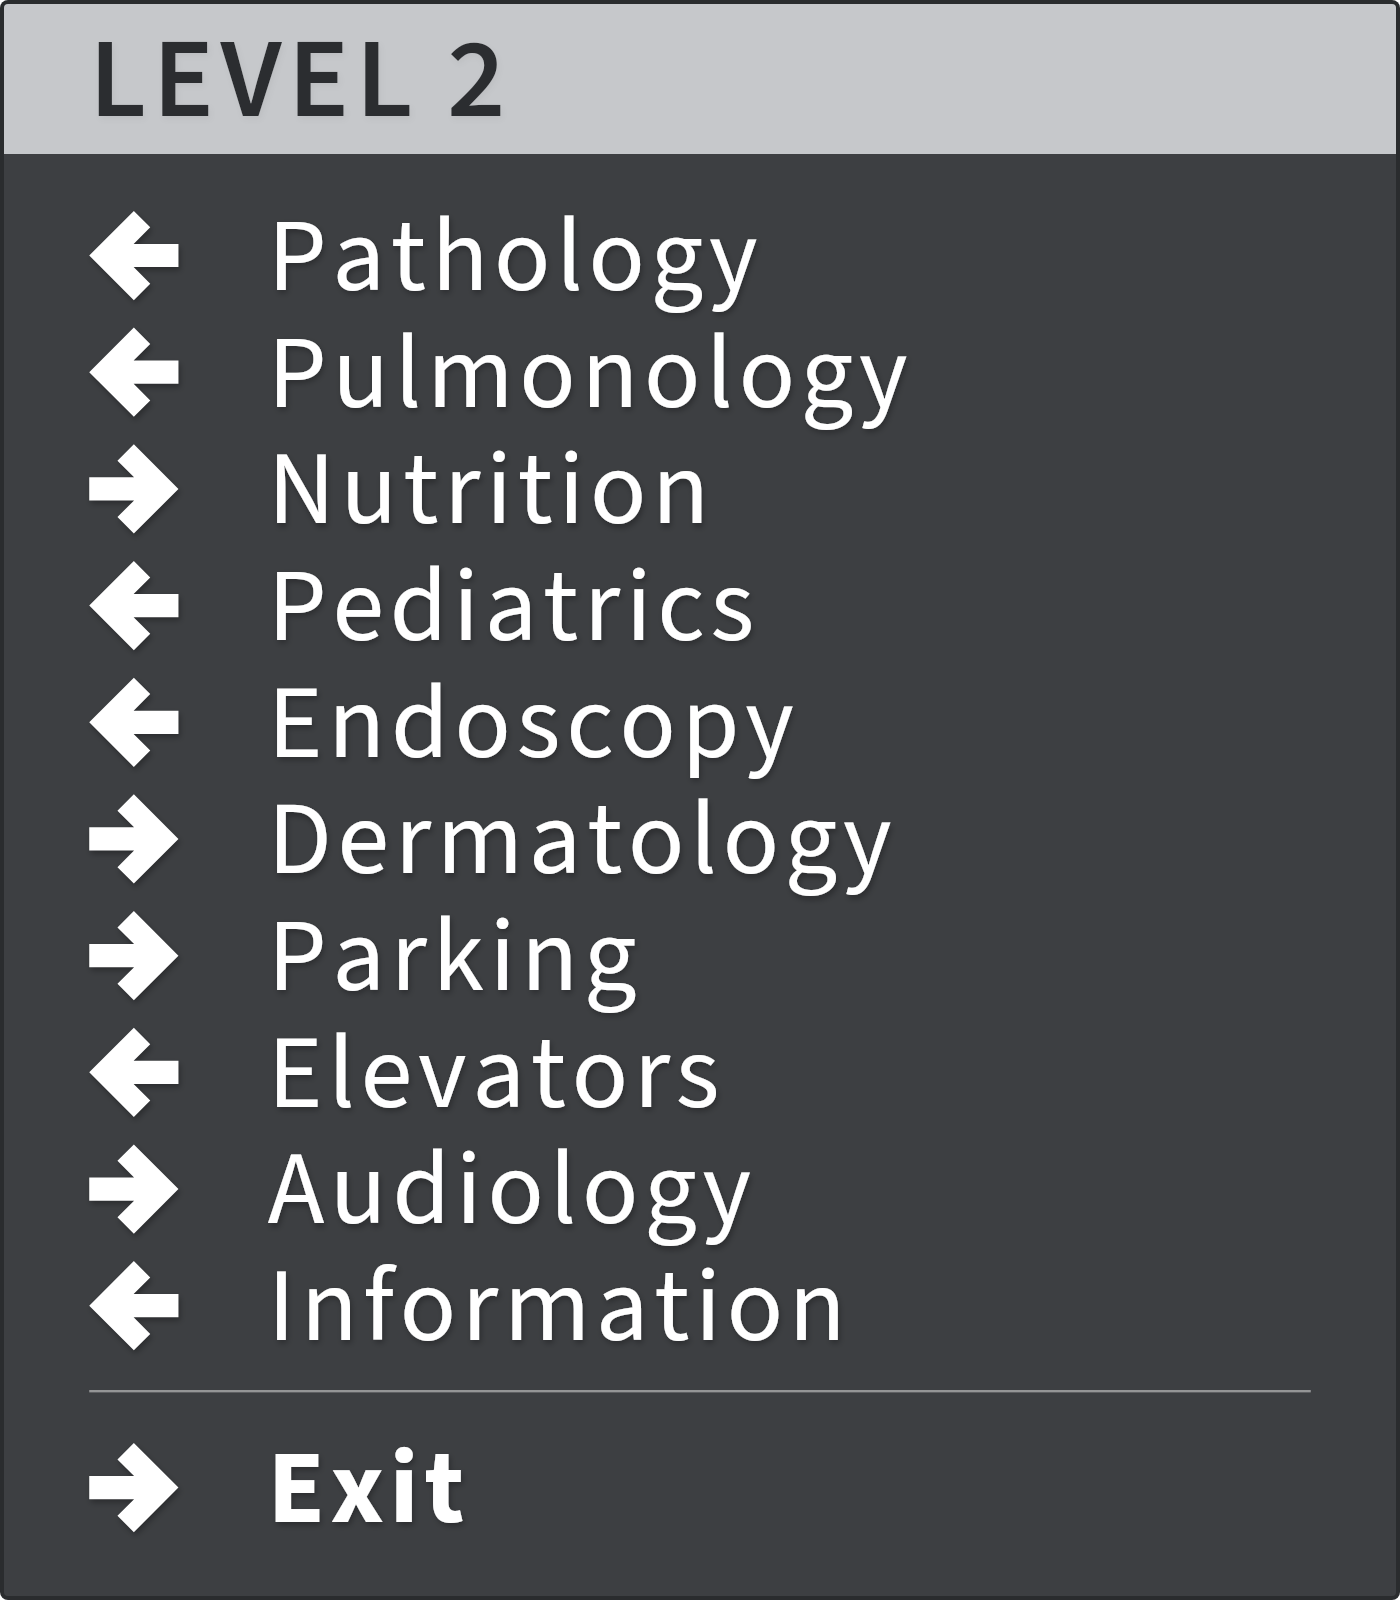 LEVEL 2
Pathology
Pulmonology
Nutrition
Pediatrics
Endoscopy
Dermatology
Parking
Elevators
Audiology
Information
Exit